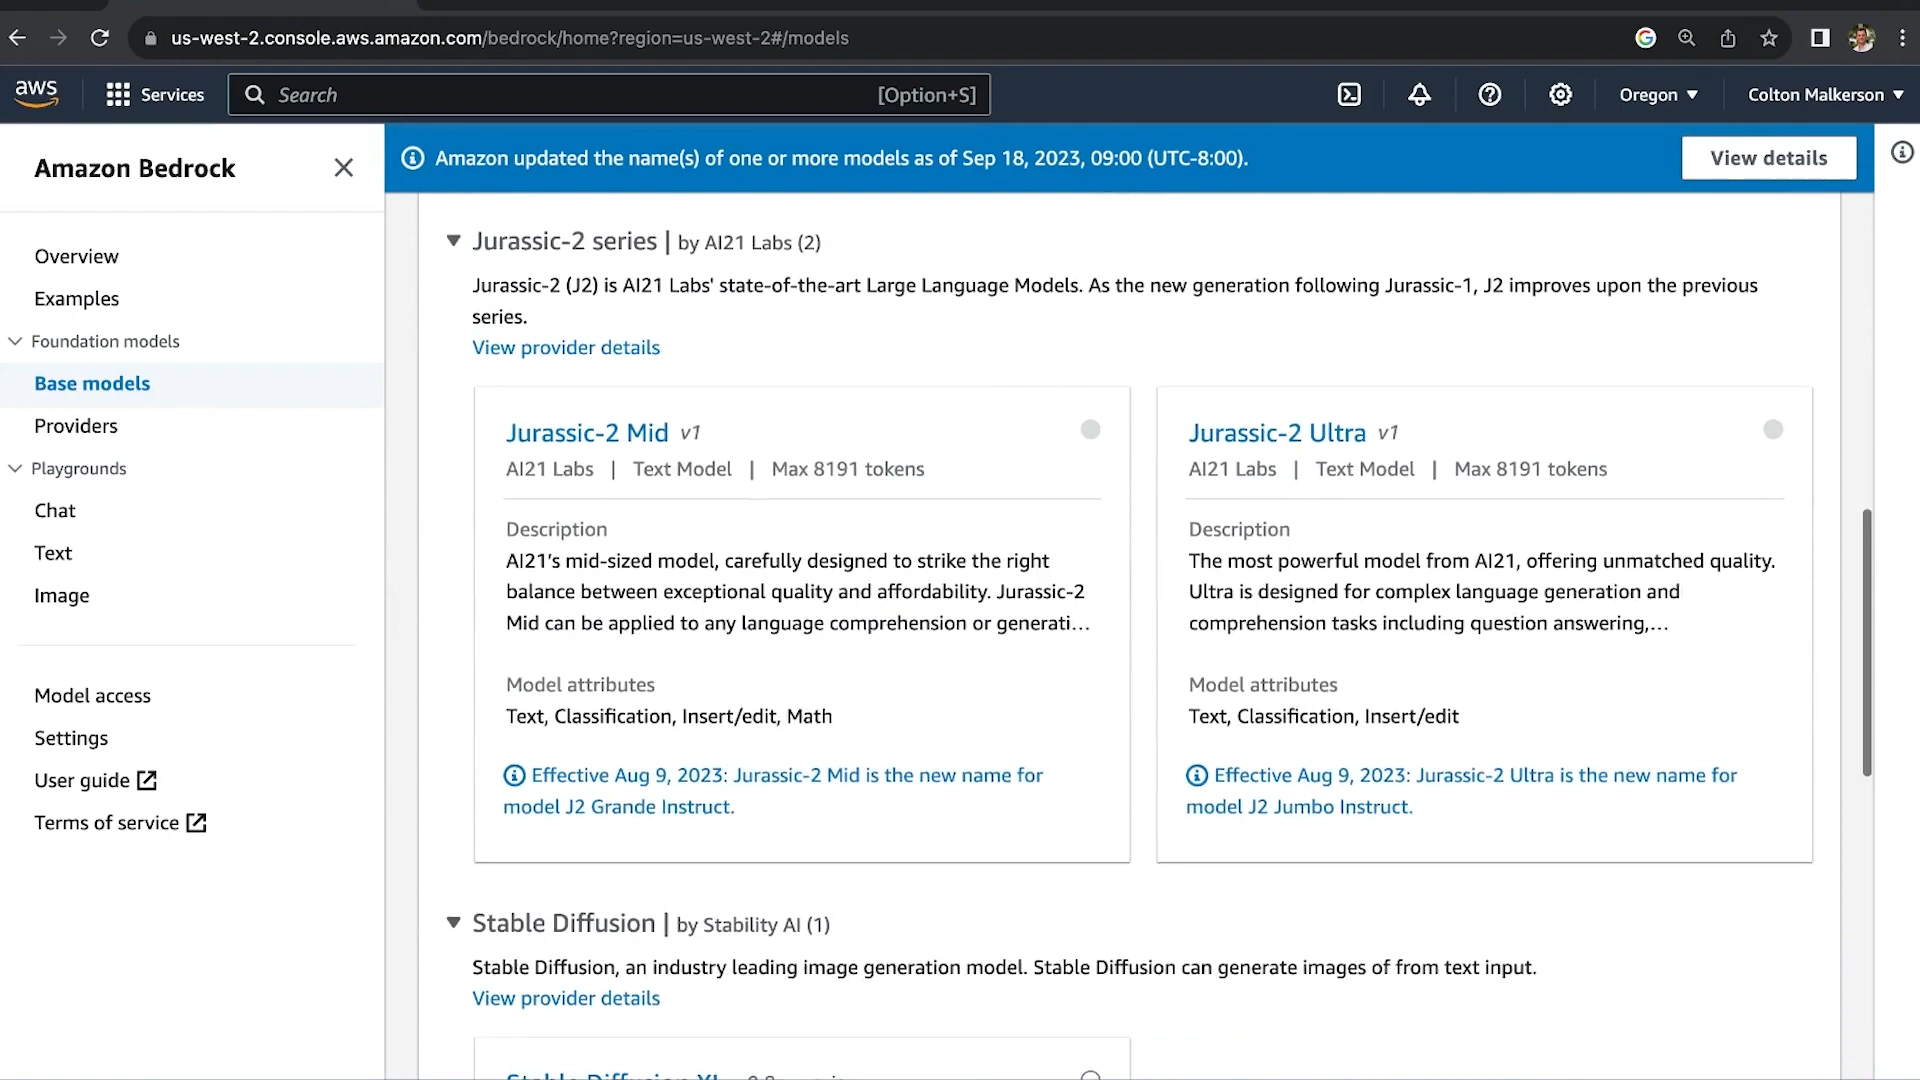 us-west-2.console.aws.amazon.com/bedrock/home?region=us-west-2#/models
aws
Services
Search
[Option+S]
Oregon
Colton Malkerson
Amazon Bedrock
Overview
Examples
Foundation models
Base models
Providers
Playgrounds
Chat
Text
Image
Model access
Settings
User guide
Terms of service
Amazon updated the name(s) of one or more models as of Sep 18, 2023, 09:00 (UTC-8:00).
View details
Jurassic-2 series | by AI21 Labs (2)
Jurassic-2 (J2) is AI21 Labs' state-of-the-art Large Language Models. As the new generation following Jurassic-1, J2 improves upon the previous
series.
View provider details
Jurassic-2 Mid v1
AI21 Labs | Text Model | Max 8191 tokens
Description
AI21's mid-sized model, carefully designed to strike the right
balance between exceptional quality and affordability. Jurassic-2
Mid can be applied to any language comprehension or generati...
Model attributes
Text, Classification, Insert/edit, Math
Effective Aug 9, 2023: Jurassic-2 Mid is the new name for
model J2 Grande Instruct.
Jurassic-2 Ultra v1
AI21 Labs | Text Model | Max 8191 tokens
Description
The most powerful model from AI21, offering unmatched quality.
Ultra is designed for complex language generation and
comprehension tasks including question answering,...
Model attributes
Text, Classification, Insert/edit
Effective Aug 9, 2023: Jurassic-2 Ultra is the new name for
model J2 Jumbo Instruct.
Stable Diffusion | by Stability AI (1)
Stable Diffusion, an industry leading image generation model. Stable Diffusion can generate images of from text input.
View provider details
Stable Diffusion XL